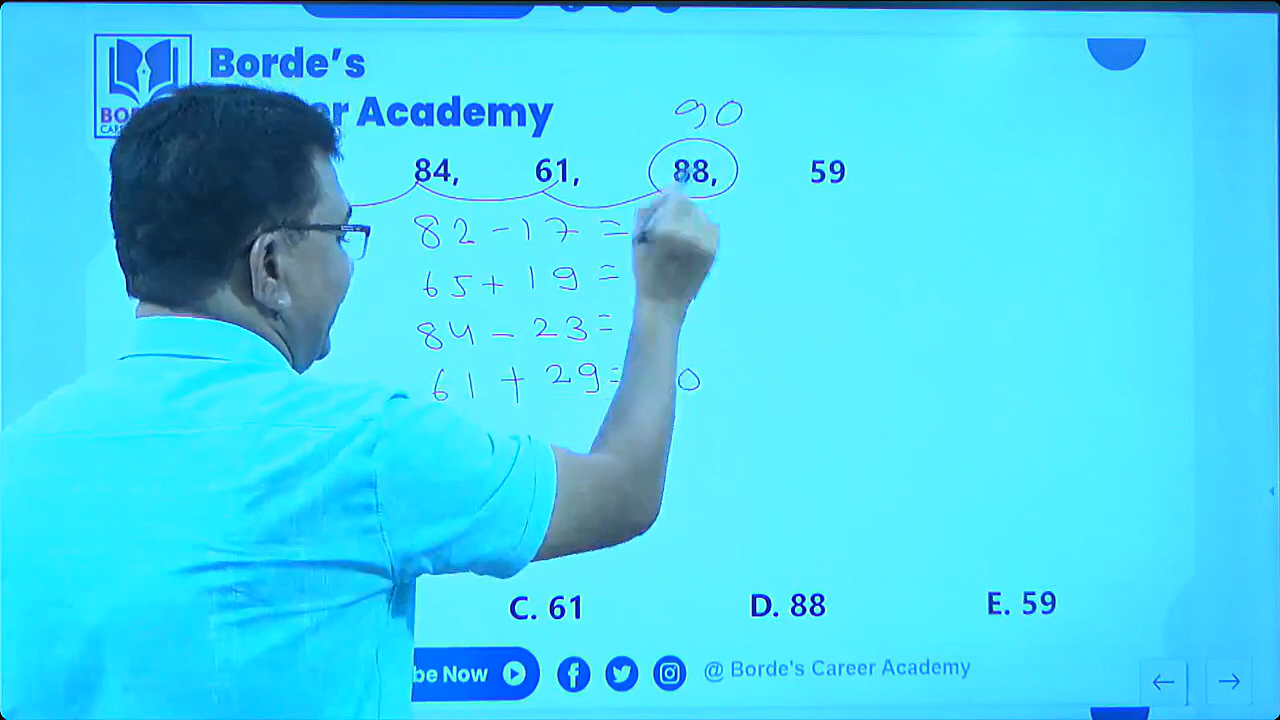 Borde's
BO
Academy
90
84, 61, 88, 59
82 - 17 =
65 + 19 =
84 - 23 =
61 + 29 = 0
C. 61 D. 88 E. 59
be Now
@ Borde's Career Academy